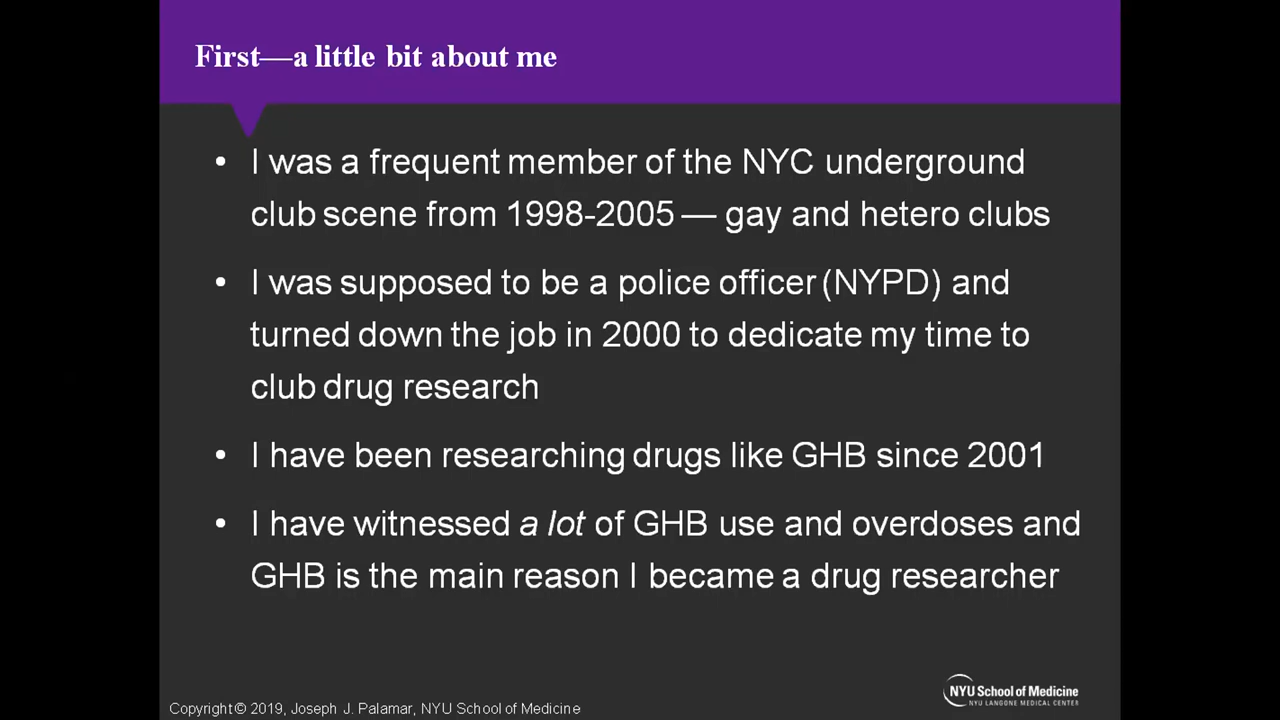 First—a little bit about me
• I was a frequent member of the NYC underground
club scene from 1998-2005 — gay and hetero clubs
• I was supposed to be a police officer (NYPD) and
turned down the job in 2000 to dedicate my time to
club drug research
• I have been researching drugs like GHB since 2001
• I have witnessed a lot of GHB use and overdoses and
GHB is the main reason I became a drug researcher
NYU School of Medicine
NYU LANGONE MEDICAL CENTER
Copyright © 2019, Joseph J. Palamar, NYU School of Medicine